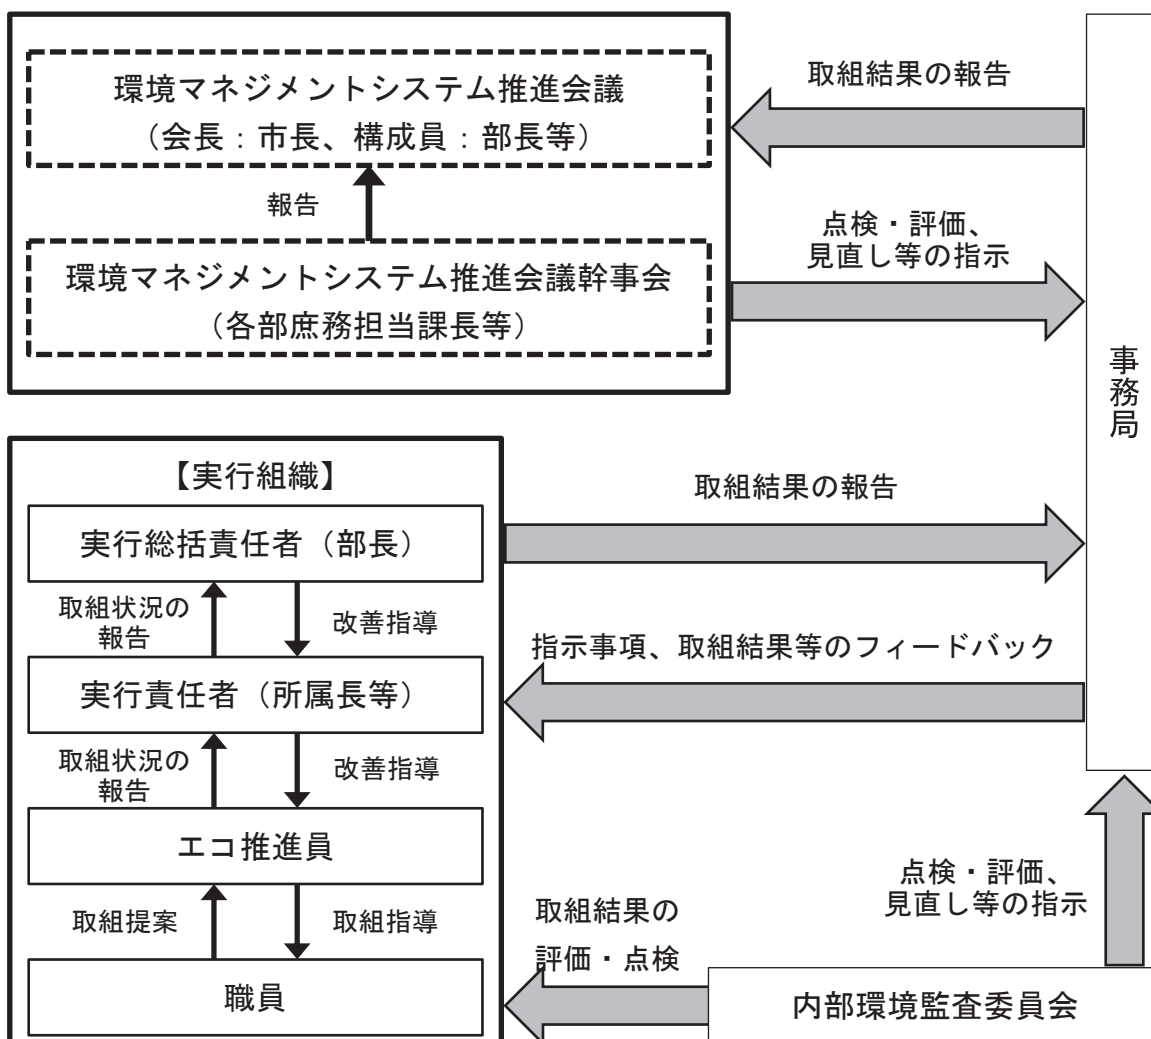 環境マネジメントシステム推進会議
（会長：市長、構成員：部長等）
報告
環境マネジメントシステム推進会議幹事会
（各部庶務担当課長等）
取組結果の報告
点検・評価、
見直し等の指示
事務局
【実行組織】
実行総括責任者（部長）
取組状況の
報告
改善指導
実行責任者（所属長等）
取組状況の
報告
改善指導
エコ推進員
取組提案
取組指導
職員
取組結果の報告
指示事項、取組結果等のフィードバック
取組結果の
評価・点検
点検・評価、
見直し等の指示
内部環境監査委員会